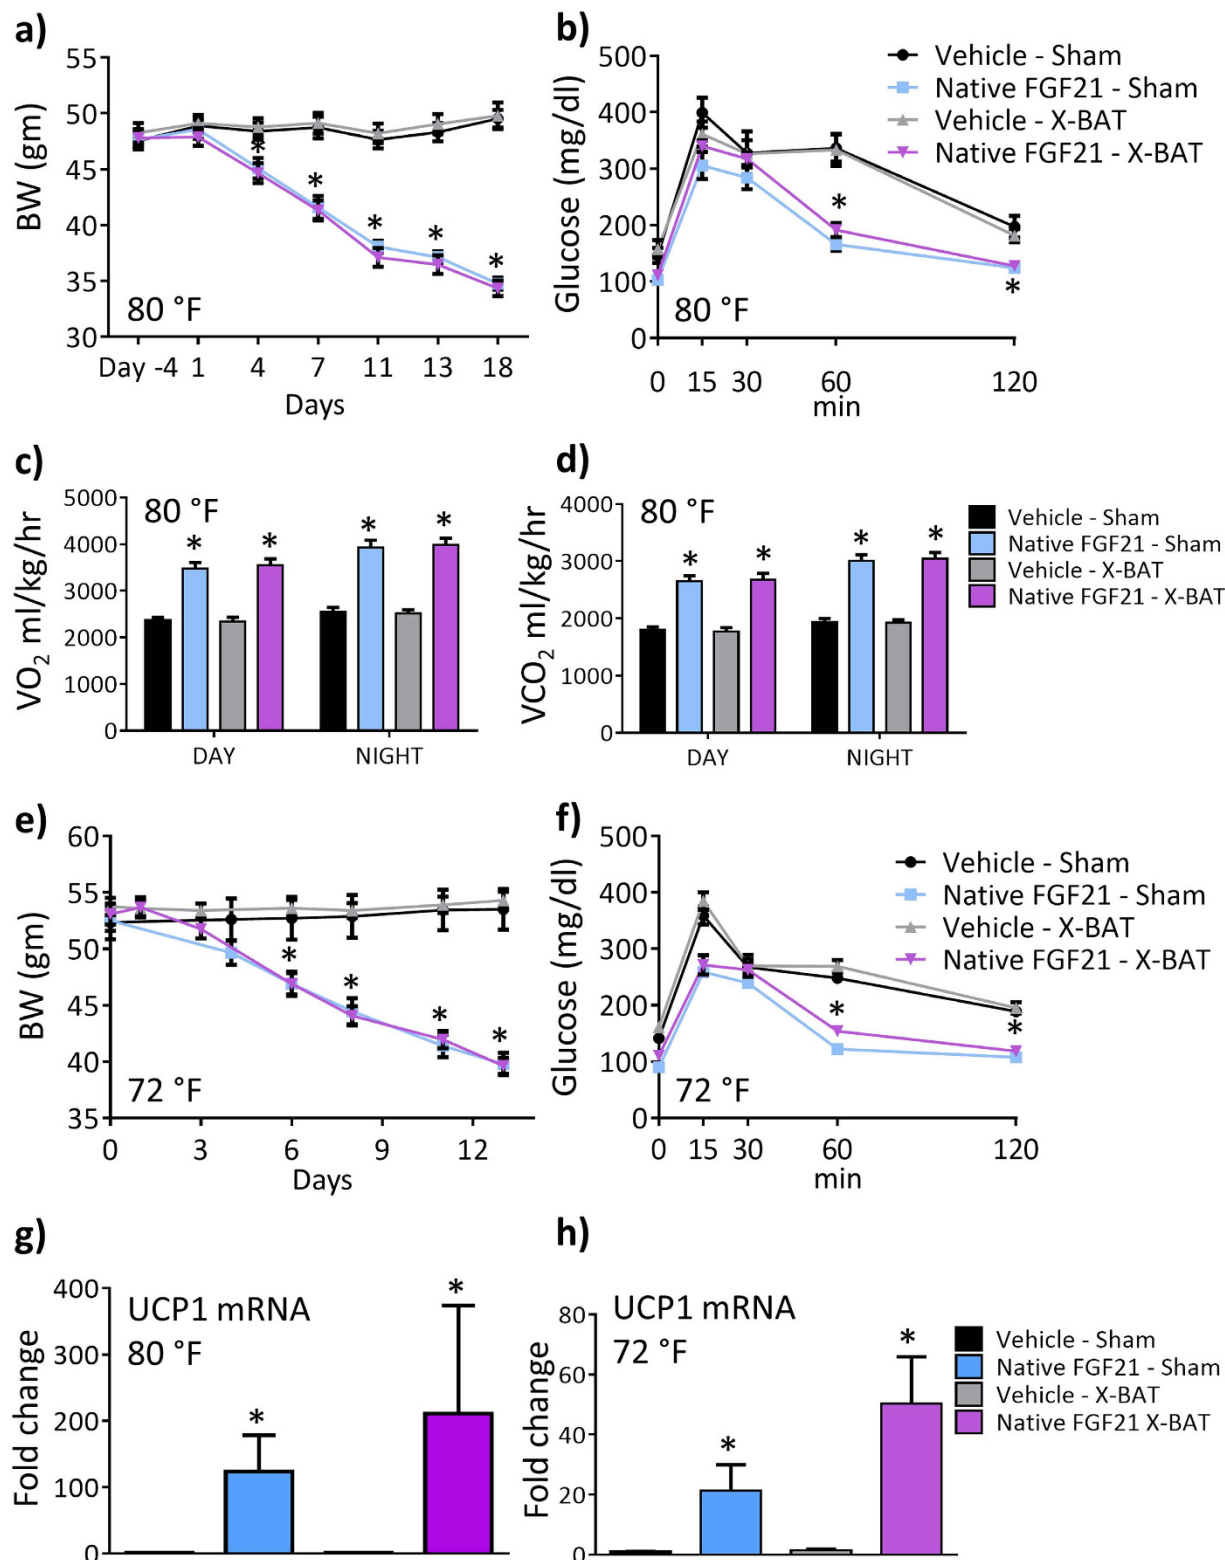 a)
55
50
45
40
35
30
BW (gm)
*
*
*
*
*
80 °F
Day -4 1 4 7 11 13 18
Days
b)
500
400
300
200
100
0
Glucose (mg/dl)
Vehicle - Sham
Native FGF21 - Sham
Vehicle - X-BAT
Native FGF21 - X-BAT
*
*
80 °F
0 15 30 60 120
min
c)
5000
4000
3000
2000
1000
0
VO2 ml/kg/hr
80 °F
* * * *
DAY NIGHT
d)
4000
3000
2000
1000
0
VCO2 ml/kg/hr
80 °F
* * * *
DAY NIGHT
Vehicle - Sham
Native FGF21 - Sham
Vehicle - X-BAT
Native FGF21 - X-BAT
e)
60
55
50
45
40
35
BW (gm)
*
*
*
*
72 °F
0 3 6 9 12
Days
f)
500
400
300
200
100
0
Glucose (mg/dl)
Vehicle - Sham
Native FGF21 - Sham
Vehicle - X-BAT
Native FGF21 - X-BAT
*
*
72 °F
0 15 30 60 120
min
g)
400
300
200
100
0
Fold change
UCP1 mRNA
80 °F
*
*
h)
80
60
40
20
0
Fold change
UCP1 mRNA
72 °F
*
*
Vehicle - Sham
Native FGF21 - Sham
Vehicle - X-BAT
Native FGF21 X-BAT